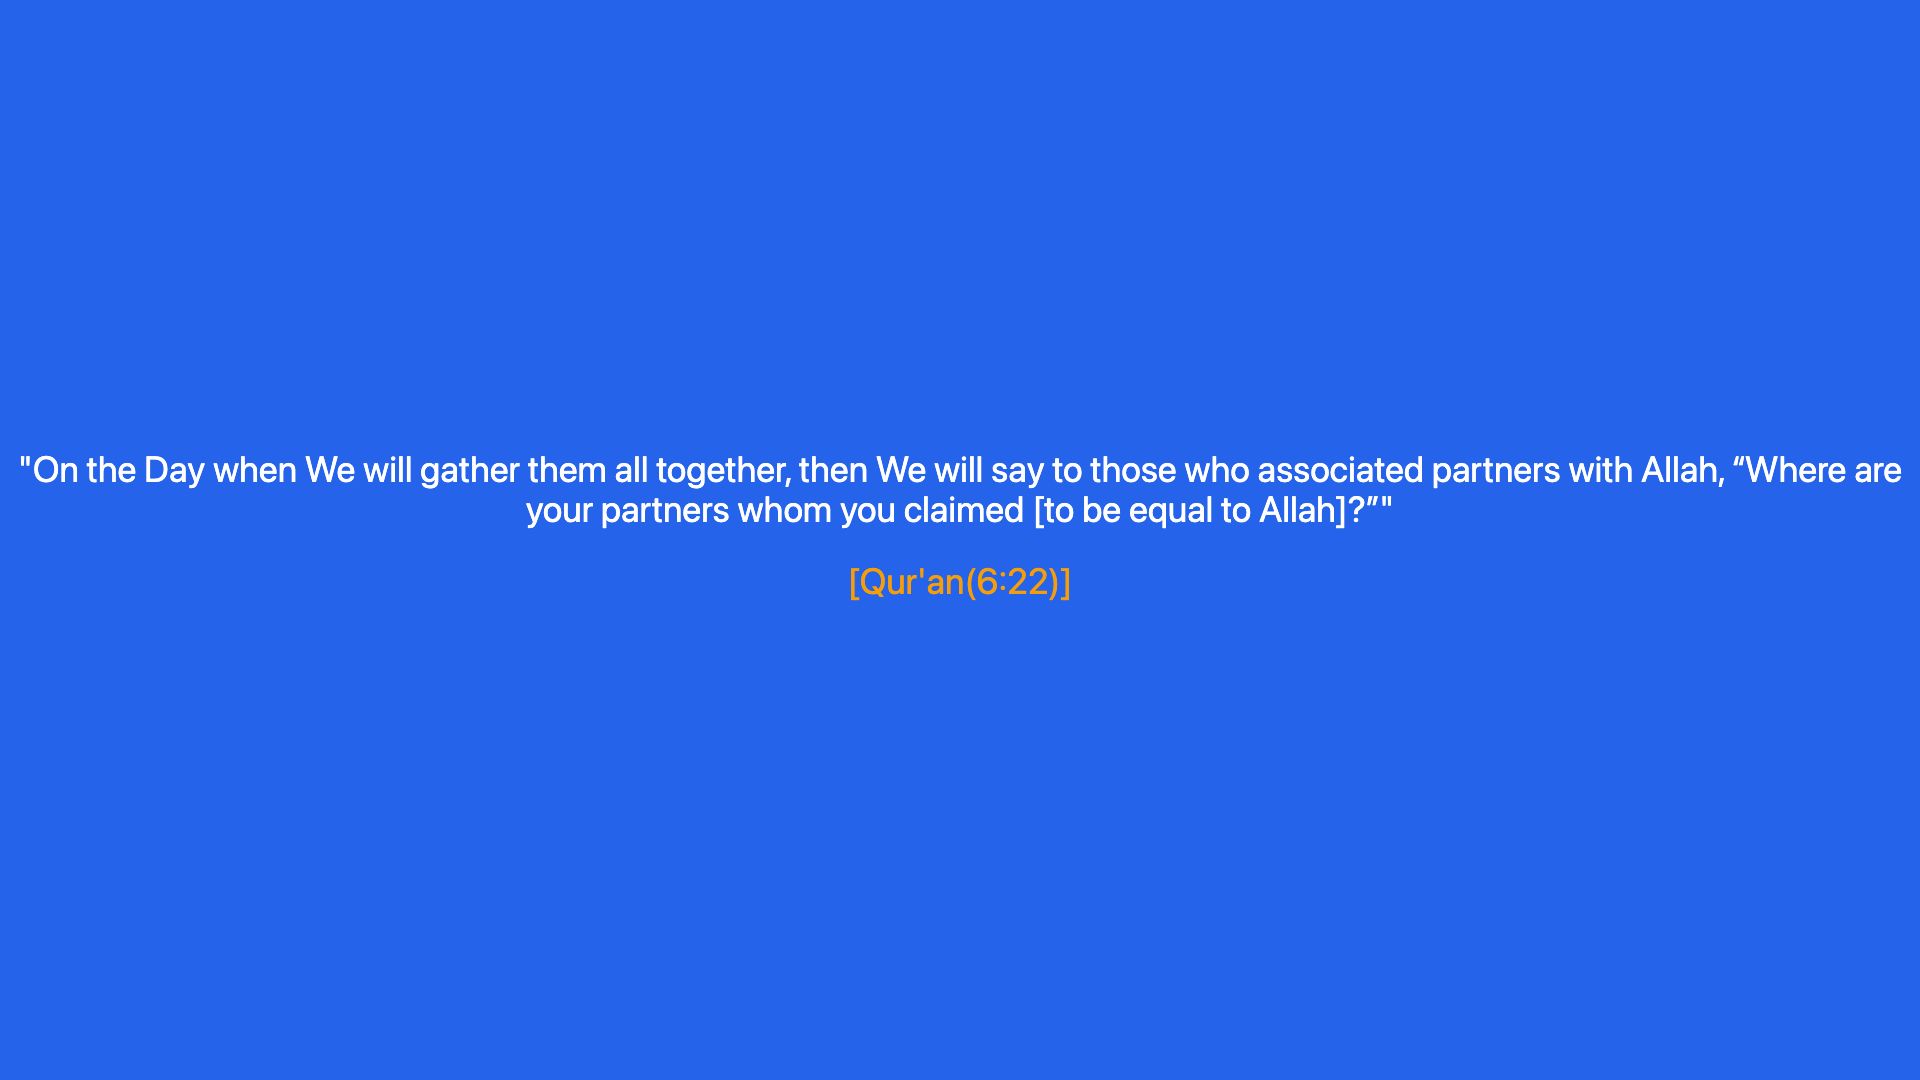 "On the Day when We will gather them all together, then We will say to those who associated partners with Allah, “Where are
your partners whom you claimed [to be equal to Allah]?”"
[Qur'an(6:22)]